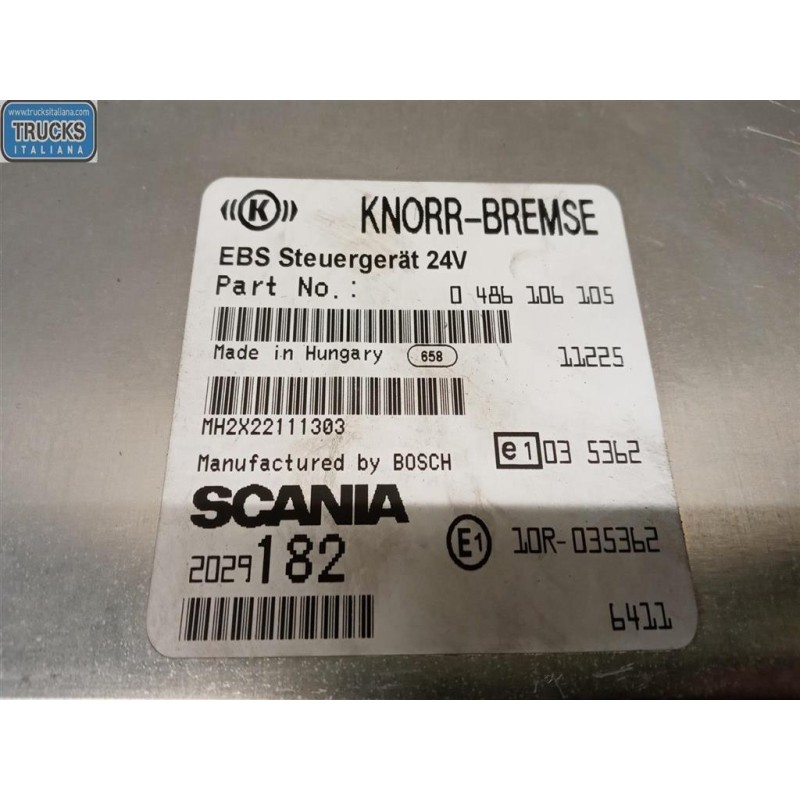 www.trucksitaliana.com
TRUCKS
ITALIANA
K KNORR-BREMSE
EBS Steuergerät 24V
Part No.: 0 486 106 105
Made in Hungary 658 11225
MH2X22111303
Manufactured by BOSCH e1 03 5362
SCANIA
E1 10R-035362
2029182
6411